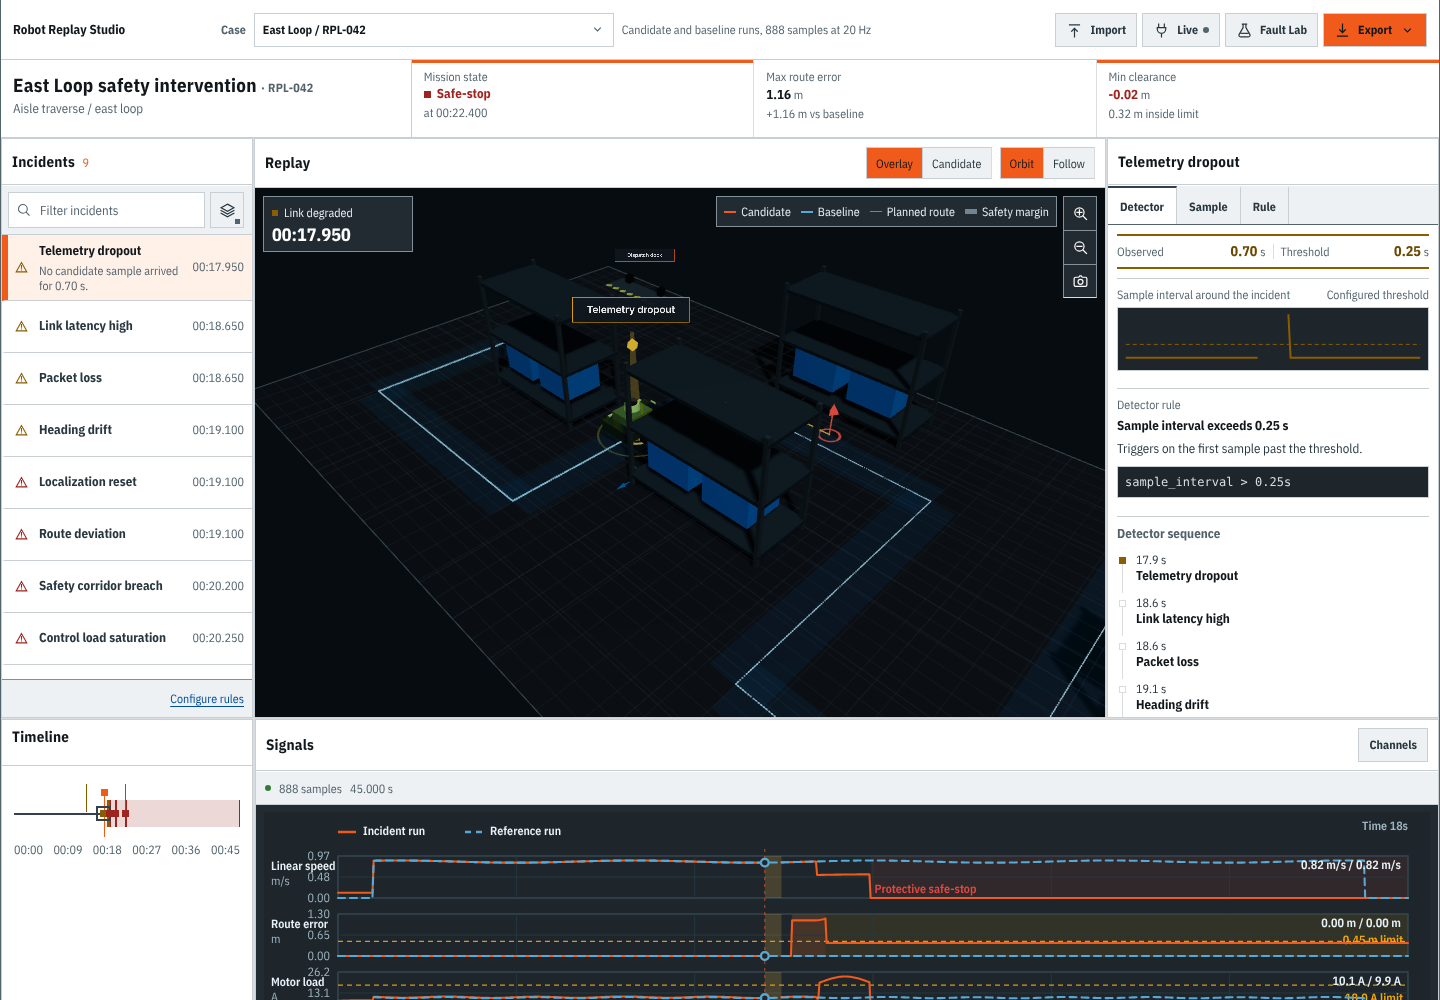 Robot Replay Studio
Case
East Loop / RPL-042
Candidate and baseline runs, 888 samples at 20 Hz
Import
Live
Fault Lab
Export
East Loop safety intervention · RPL-042
Aisle traverse / east loop
Mission state
Safe-stop
at 00:22.400
Max route error
1.16 m
+1.16 m vs baseline
Min clearance
-0.02 m
0.32 m inside limit
Incidents 9
Filter incidents
Telemetry dropout
No candidate sample arrived
for 0.70 s.
00:17.950
Link latency high
00:18.650
Packet loss
00:18.650
Heading drift
00:19.100
Localization reset
00:19.100
Route deviation
00:19.100
Safety corridor breach
00:20.200
Control load saturation
00:20.250
Configure rules
Replay
Overlay
Candidate
Orbit
Follow
Link degraded
00:17.950
Candidate
Baseline
Planned route
Safety margin
Dispatch dock
Telemetry dropout
Telemetry dropout
Detector
Sample
Rule
Observed
0.70 s
Threshold
0.25 s
Sample interval around the incident
Configured threshold
Detector rule
Sample interval exceeds 0.25 s
Triggers on the first sample past the threshold.
sample_interval > 0.25s
Detector sequence
17.9 s
Telemetry dropout
18.6 s
Link latency high
18.6 s
Packet loss
19.1 s
Heading drift
Timeline
00:00
00:09
00:18
00:27
00:36
00:45
Signals
Channels
888 samples
45.000 s
Incident run
Reference run
Time 18s
0.97
Linear speed
m/s
0.48
0.00
0.82 m/s / 0.82 m/s
Protective safe-stop
1.30
Route error
m
0.65
0.00
0.00 m / 0.00 m
0.45 m limit
26.2
Motor load
A
13.1
10.1 A / 9.9 A
18.0 A limit